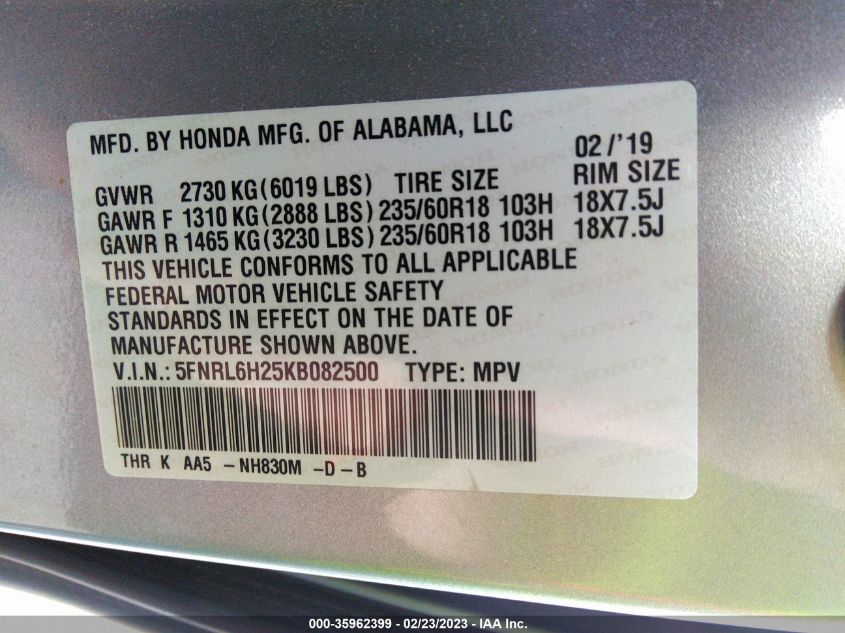 MFD. BY HONDA MFG. OF ALABAMA, LLC 02/'19
GVWR 2730 KG(6019 LBS) TIRE SIZE RIM SIZE
GAWR F 1310 KG(2888 LBS) 235/60R18 103H 18X7.5J
GAWR R 1465 KG(3230 LBS) 235/60R18 103H 18X7.5J
THIS VEHICLE CONFORMS TO ALL APPLICABLE
FEDERAL MOTOR VEHICLE SAFETY
STANDARDS IN EFFECT ON THE DATE OF
MANUFACTURE SHOWN ABOVE.
V.I.N.: 5FNRL6H25KB082500 TYPE: MPV
THR K AA5 -NH830M -D-B
000-35962399 - 02/23/2023 - IAA Inc.